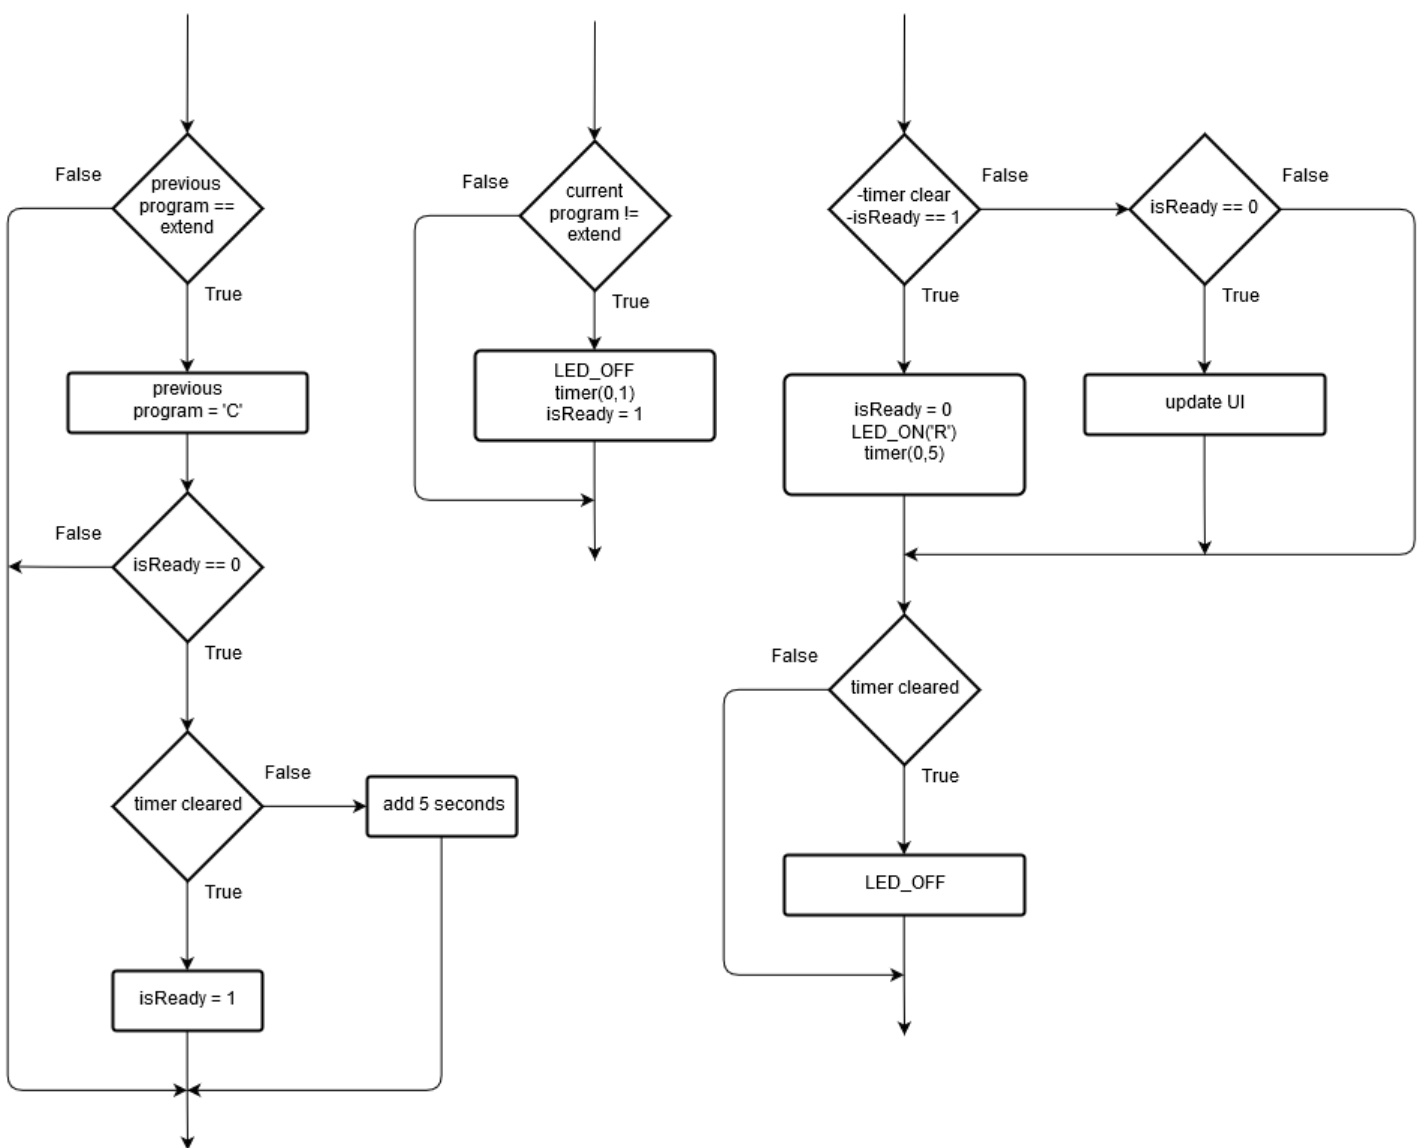 False
previous
program ==
extend
True
previous
program = 'C'
False
isReady == 0
True
timer cleared
False
add 5 seconds
True
isReady = 1
False
current
program !=
extend
True
LED_OFF
timer(0,1)
isReady = 1
-timer clear
-isReady == 1
False
isReady == 0
False
True
True
isReady = 0
LED_ON('R')
timer(0,5)
update UI
False
timer cleared
True
LED_OFF